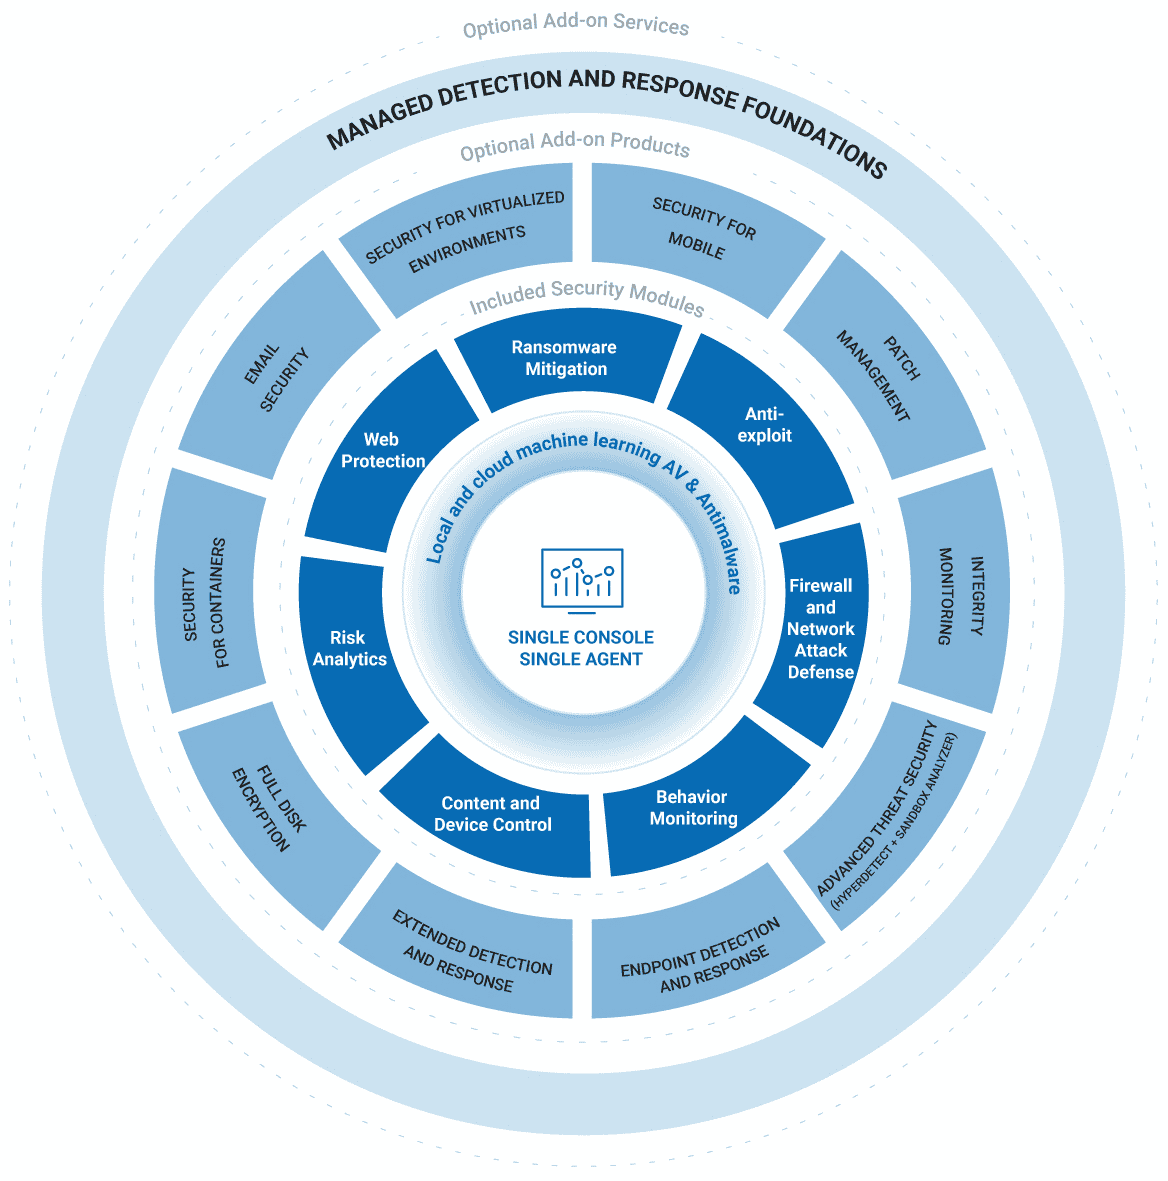 Optional Add-on Services
MANAGED DETECTION AND RESPONSE FOUNDATIONS
Optional Add-on Products
SECURITY FOR VIRTUALIZED
ENVIRONMENTS
SECURITY FOR
MOBILE
PATCH
MANAGEMENT
INTEGRITY
MONITORING
ADVANCED THREAT SECURITY
(HYPERDETECT + SANDBOX ANALYZER)
ENDPOINT DETECTION
AND RESPONSE
EXTENDED DETECTION
AND RESPONSE
FULL DISK
ENCRYPTION
SECURITY
FOR CONTAINERS
EMAIL
SECURITY
Included Security Modules
Ransomware
Mitigation
Anti-
exploit
Firewall
and
Network
Attack
Defense
Behavior
Monitoring
Content and
Device Control
Risk
Analytics
Web
Protection
Local and cloud machine learning AV & Antimalware
SINGLE CONSOLE
SINGLE AGENT